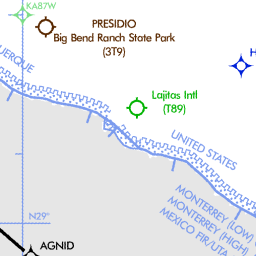 KA87W
PRESIDIO
Big Bend Ranch State Park
(3T9)
H
Lajitas Intl
(T89)
UNITED STATES
MONTERREY (LOW)
MONTERREY (HIGH)
MEXICO FIR/UTA
N29°
AGNID